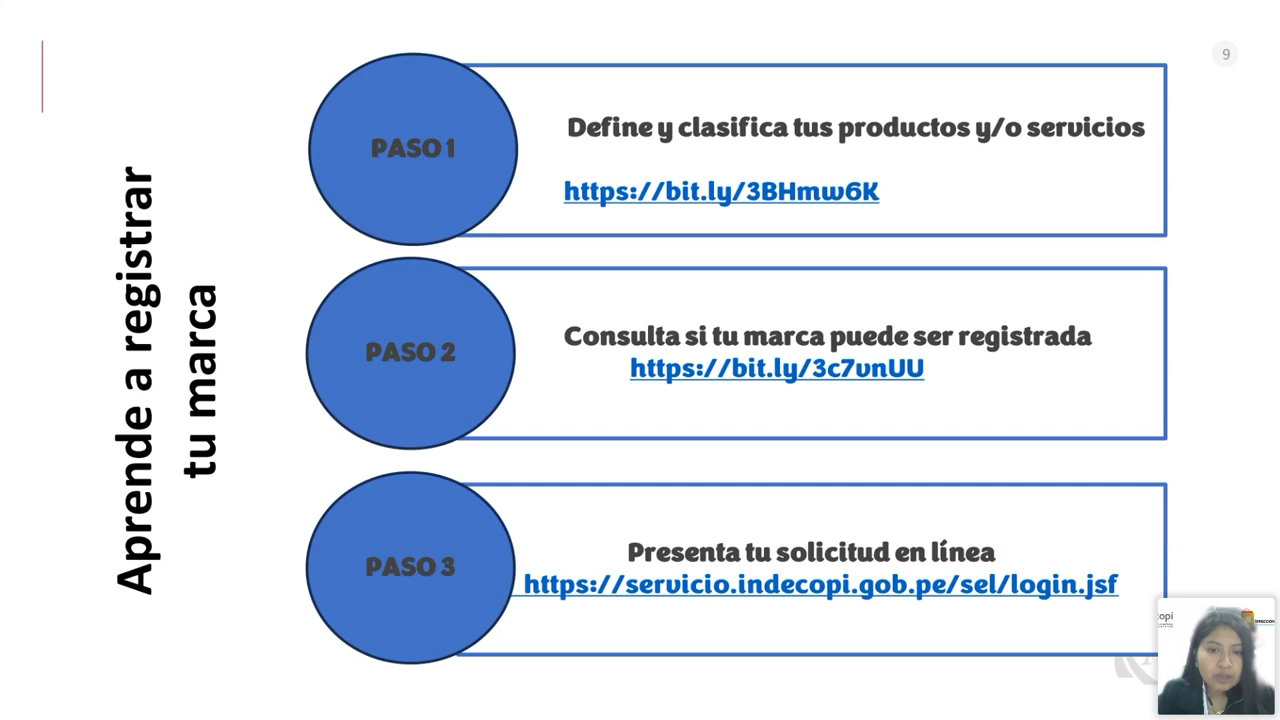 9
Aprende a registrar
tu marca
PASO 1
Define y clasifica tus productos y/o servicios
https://bit.ly/3BHmw6K
PASO 2
Consulta si tu marca puede ser registrada
https://bit.ly/3c7vnUU
PASO 3
Presenta tu solicitud en línea
https://servicio.indecopi.gob.pe/sel/login.jsf
copi